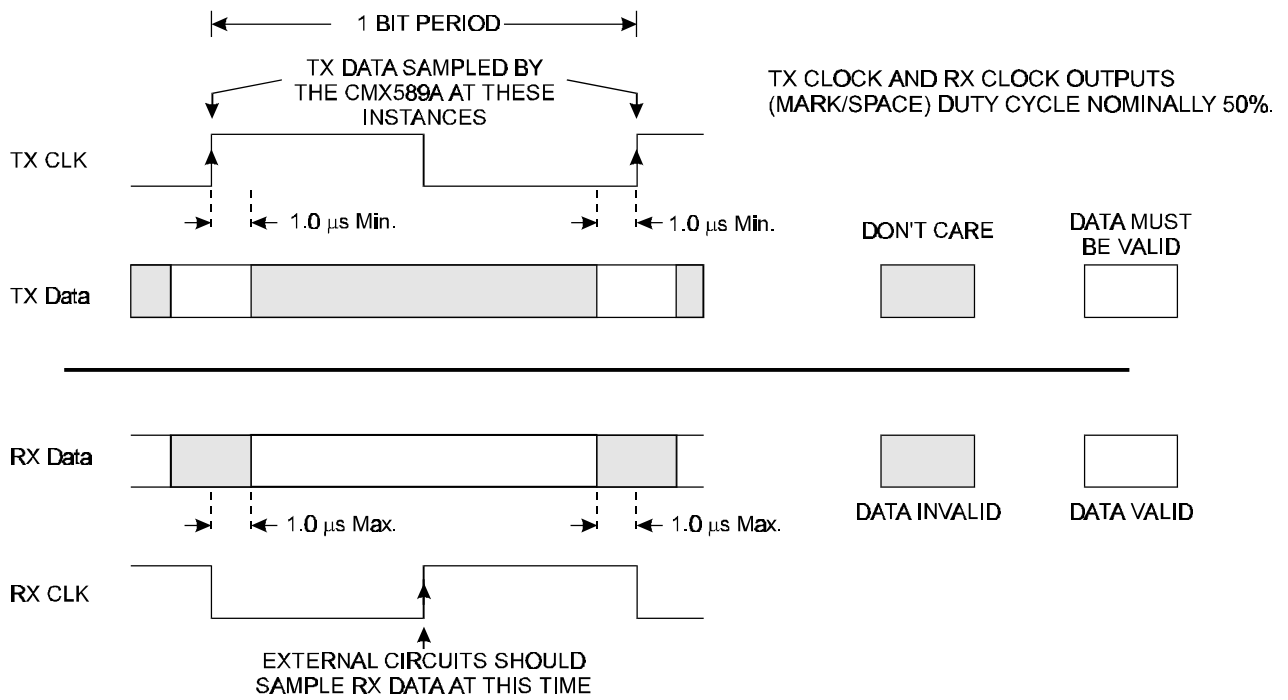 1 BIT PERIOD
TX DATA SAMPLED BY
THE CMX589A AT THESE
INSTANCES
TX CLOCK AND RX CLOCK OUTPUTS
(MARK/SPACE) DUTY CYCLE NOMINALLY 50%.
TX CLK
1.0 µs Min.
1.0 µs Min.
DON'T CARE
DATA MUST
BE VALID
TX Data
RX Data
1.0 µs Max.
1.0 µs Max.
DATA INVALID
DATA VALID
RX CLK
EXTERNAL CIRCUITS SHOULD
SAMPLE RX DATA AT THIS TIME